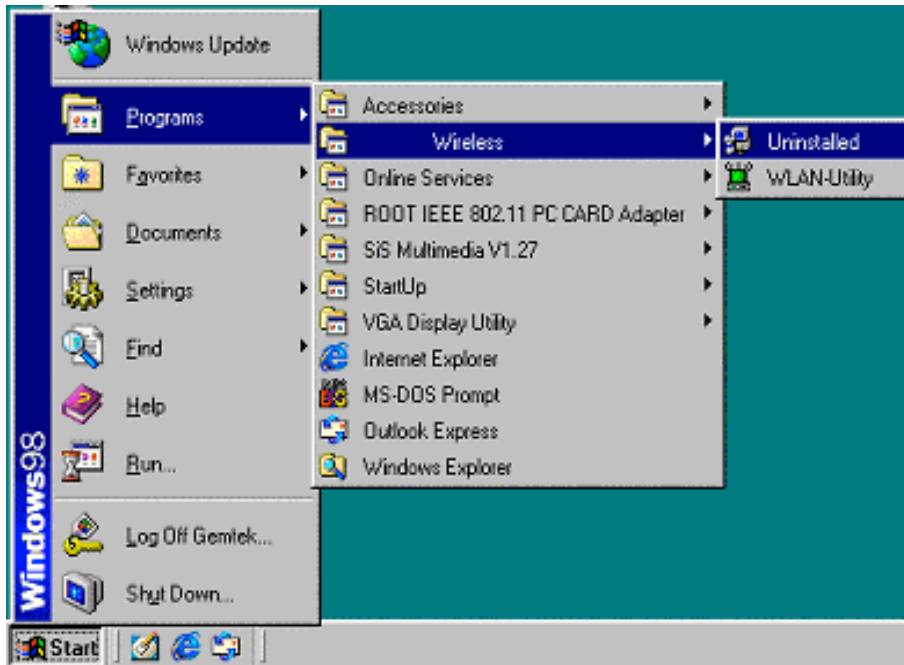 Windows Update
Programs
Favorites
Documents
Settings
Find
Help
Run...
Log Off Gemtek...
Shut Down...
Windows98
Start
Accessories
Wireless
Online Services
ROOT IEEE 802.11 PC CARD Adapter
SiS Multimedia V1.27
StartUp
VGA Display Utility
Internet Explorer
MS-DOS Prompt
Outlook Express
Windows Explorer
Uninstalled
WLAN-Utility